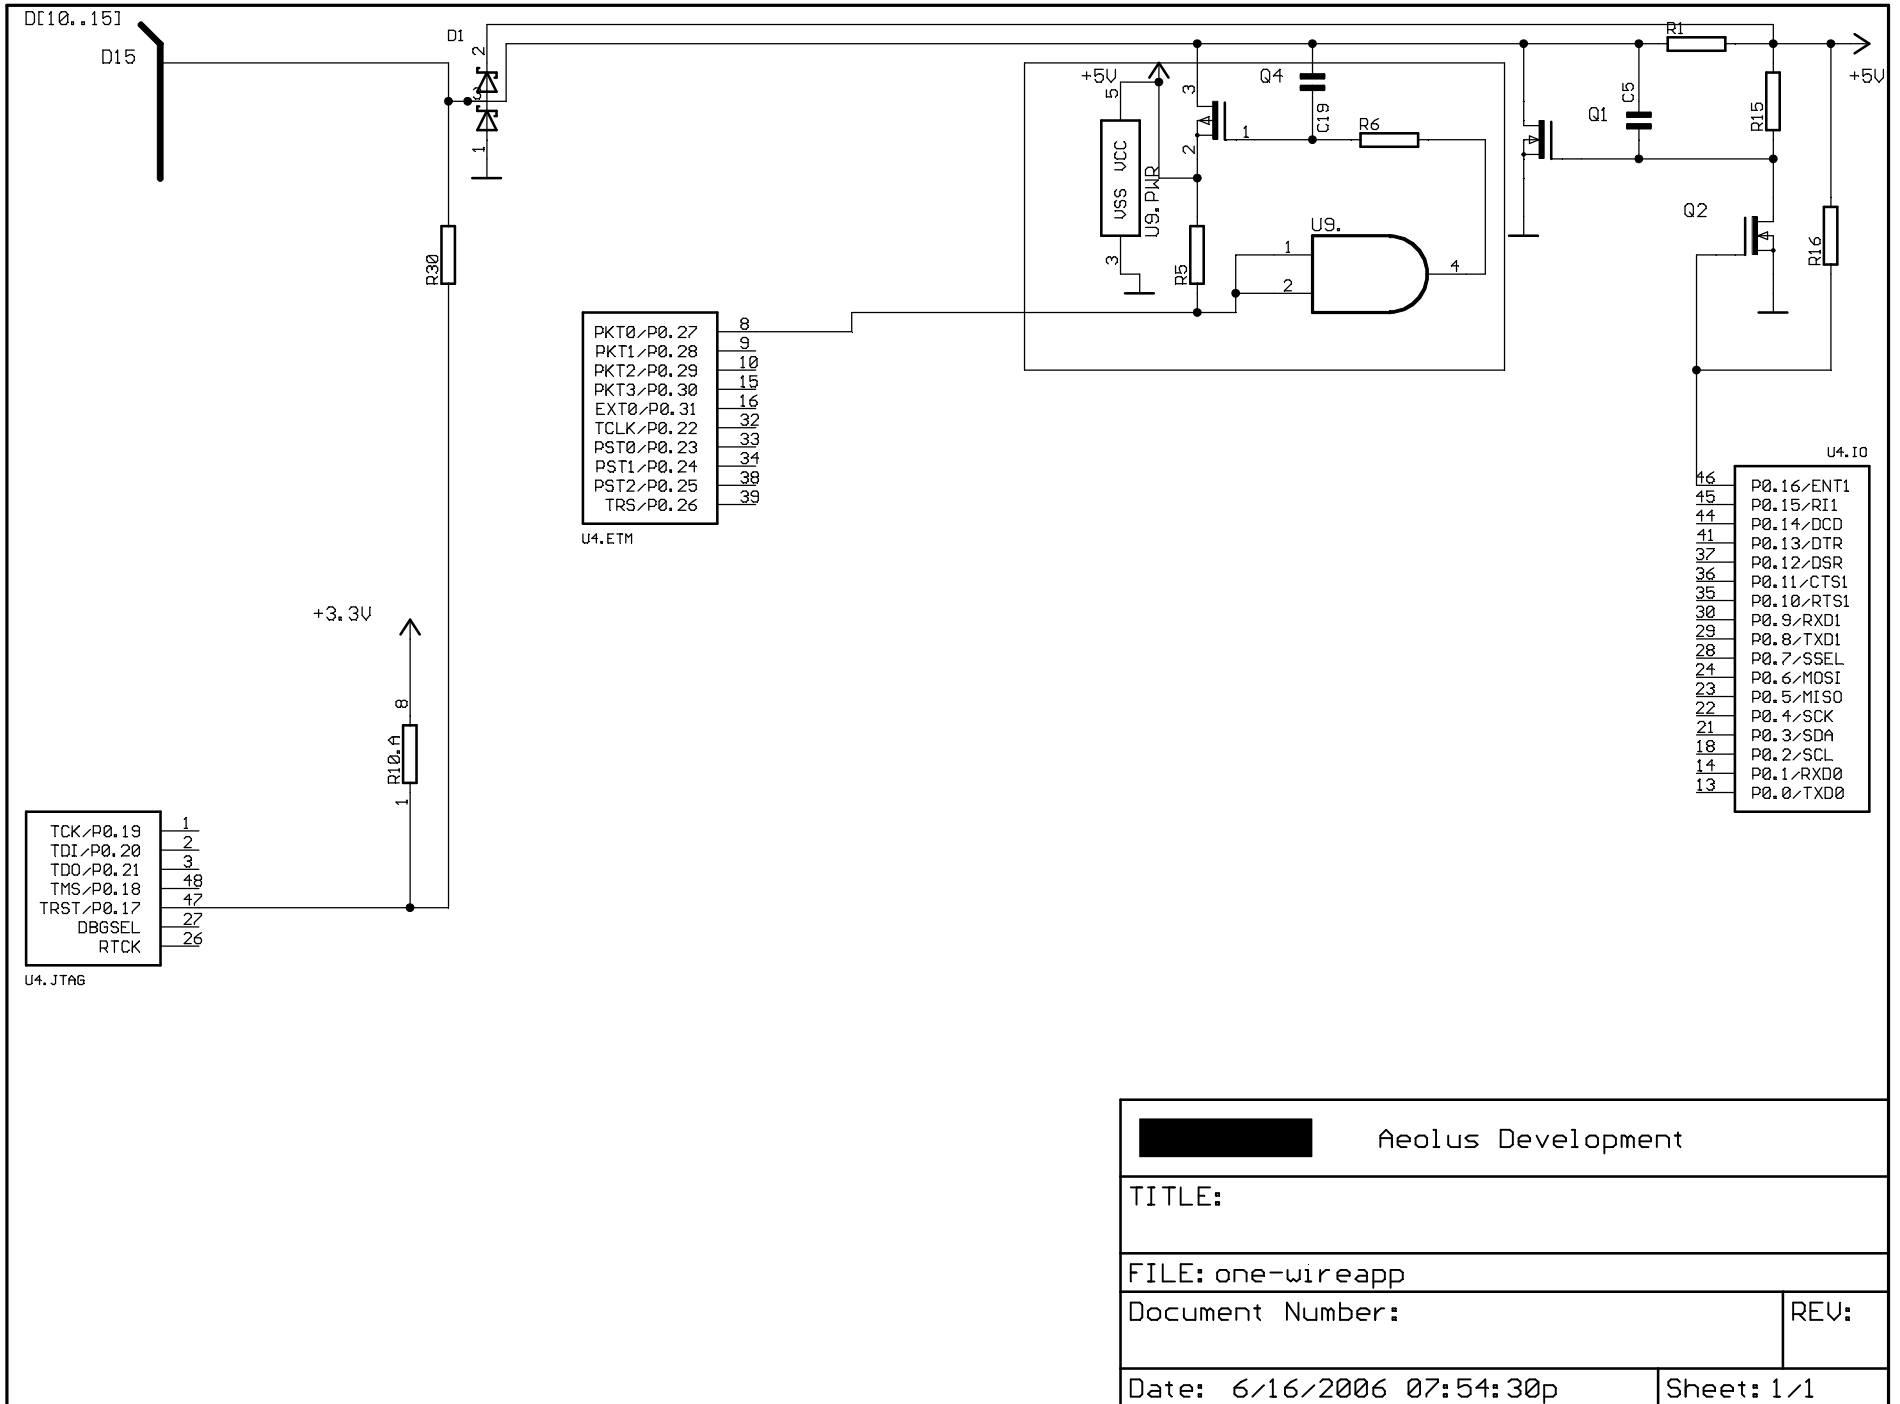 D[10..15]
D15
D1
2
3
1
R30
+3.3V
8
R10.A
1
TCK/P0.19 1
TDI/P0.20 2
TDO/P0.21 3
TMS/P0.18 48
TRST/P0.17 47
DBGSEL 27
RTCK 26
U4.JTAG
PKT0/P0.27 8
PKT1/P0.28 9
PKT2/P0.29 10
PKT3/P0.30 15
EXT0/P0.31 16
TCLK/P0.22 32
PST0/P0.23 33
PST1/P0.24 34
PST2/P0.25 38
TRS/P0.26 39
U4.ETM
+5V
5
VSS VCC
U9.PWR
3
3
Q4
1
2
C19
R6
R5
U9.
1
2
4
R1
+5V
Q1
C5
R15
Q2
R16
U4.IO
46 P0.16/ENT1
45 P0.15/RI1
44 P0.14/DCD
41 P0.13/DTR
37 P0.12/DSR
36 P0.11/CTS1
35 P0.10/RTS1
30 P0.9/RXD1
29 P0.8/TXD1
28 P0.7/SSEL
24 P0.6/MOSI
23 P0.5/MISO
22 P0.4/SCK
21 P0.3/SDA
18 P0.2/SCL
14 P0.1/RXD0
13 P0.0/TXD0
Aeolus Development
TITLE:
FILE: one-wireapp
Document Number:
REV:
Date: 6/16/2006 07:54:30p
Sheet: 1/1